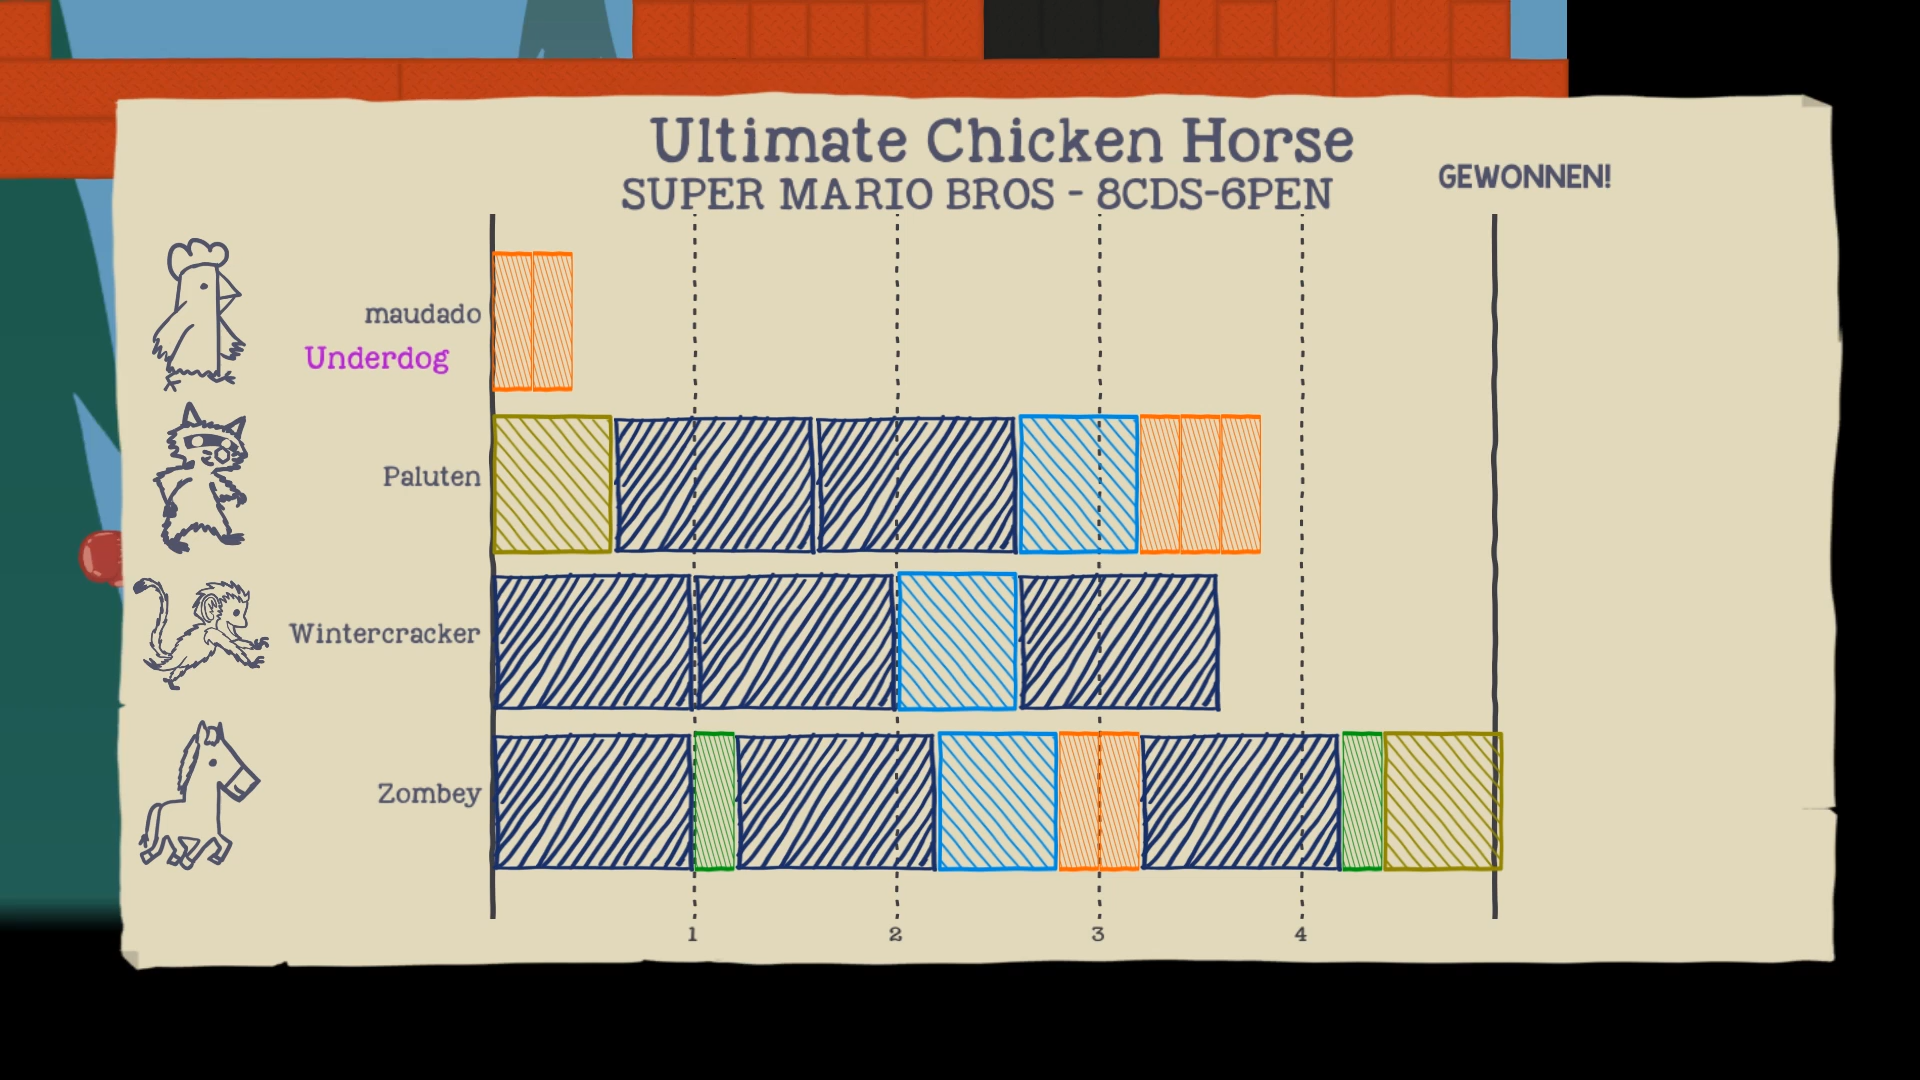 Ultimate Chicken Horse
SUPER MARIO BROS - 8CDS-6PEN
GEWONNEN!
maudado
Underdog
Paluten
Wintercracker
Zombey
1 2 3 4